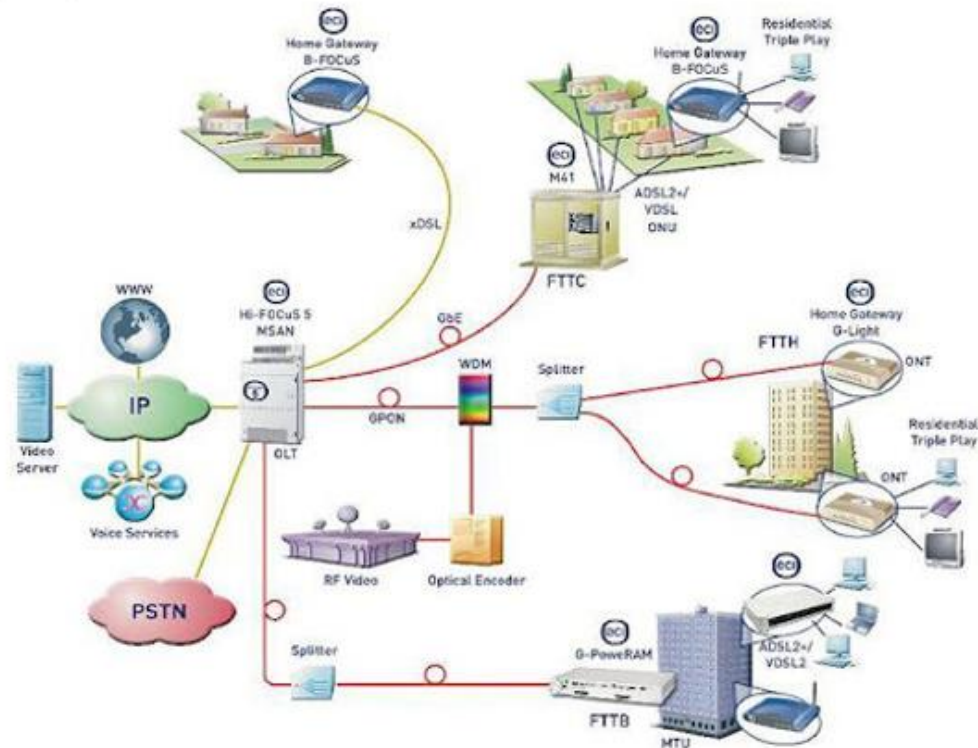 eci
Home Gateway
B-FOCuS
eci
Home Gateway
B-FOCuS
Residential
Triple Play
eci
M41
ADSL2+/
VDSL
ONU
FTTC
xDSL
WWW
eci
Hi-FOCuS 5
MSAN
GbE
IP
Video
Server
Voice Services
5
OLT
GPON
WDM
Splitter
FTTH
eci
Home Gateway
G-Light
ONT
Residential
Triple Play
ONT
PSTN
RF Video
Optical Encoder
Splitter
eci
G-PoweRAM
FTTB
MTU
eci
ADSL2+/
VDSL2